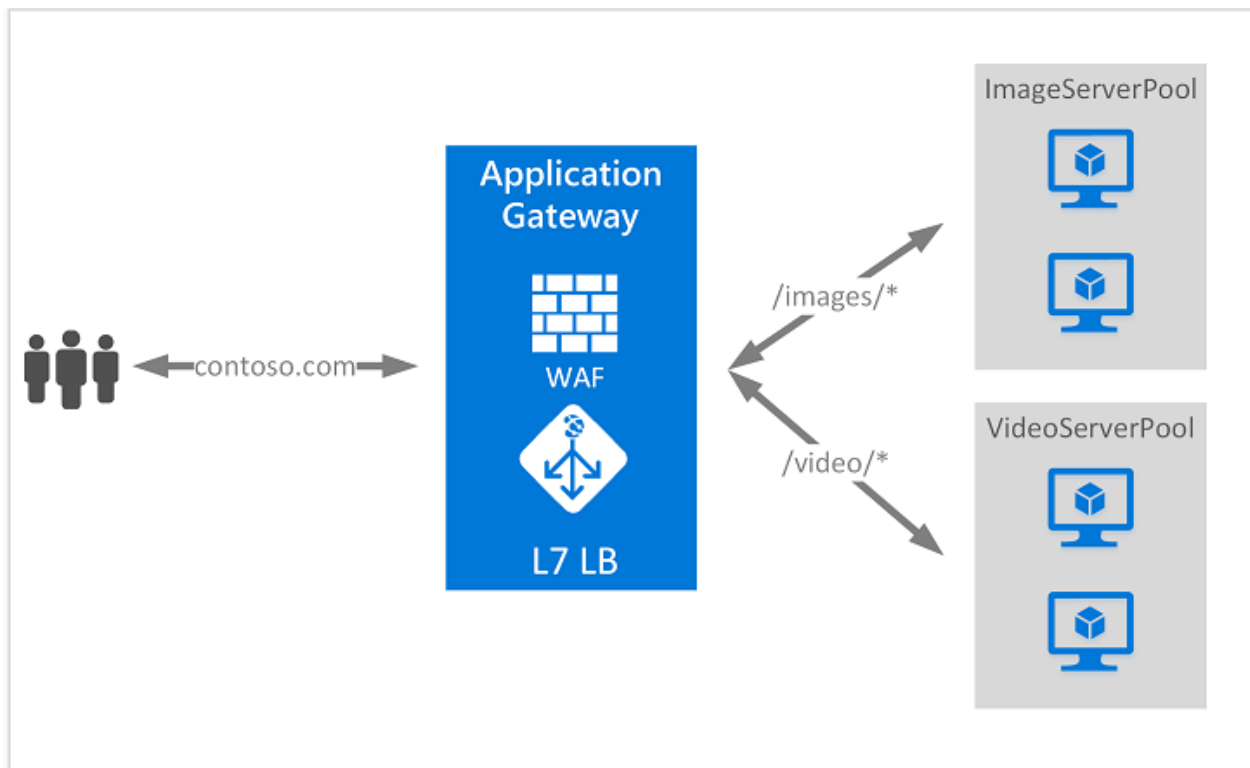 contoso.com
Application
Gateway
WAF
L7 LB
/images/*
/video/*
ImageServerPool
VideoServerPool